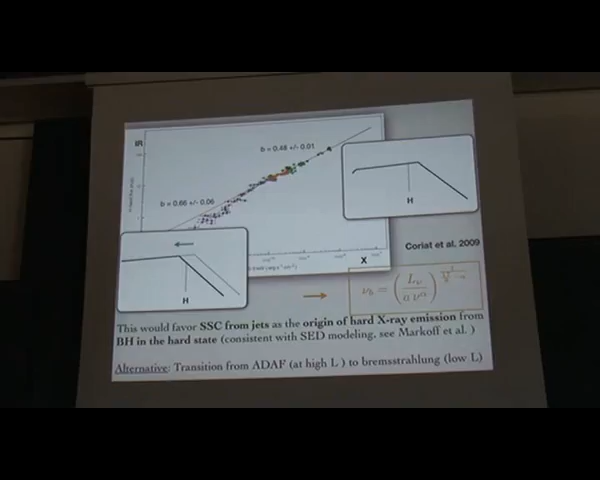 IR
b = 0.48 +/- 0.01
b = 0.66 +/- 0.06
H
X
Coriat et al. 2009
H
This would favor SSC from jets as the origin of hard X-ray emission from
BH in the hard state (consistent with SED modeling, see Markoff et al. )
Alternative: Transition from ADAF (at high L ) to bremsstrahlung (low L)